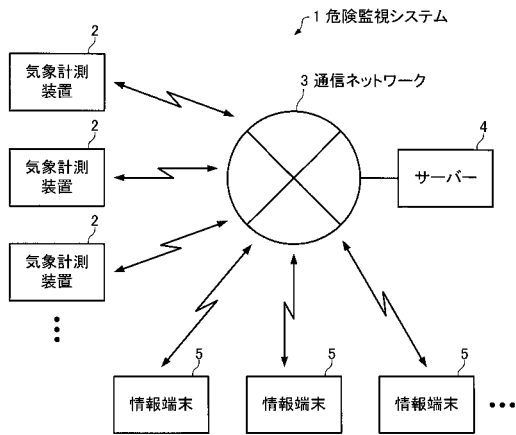 1 危険監視システム
2
気象計測
装置
3 通信ネットワーク
2
気象計測
装置
4
サーバー
2
気象計測
装置
5
情報端末
5
情報端末
5
情報端末